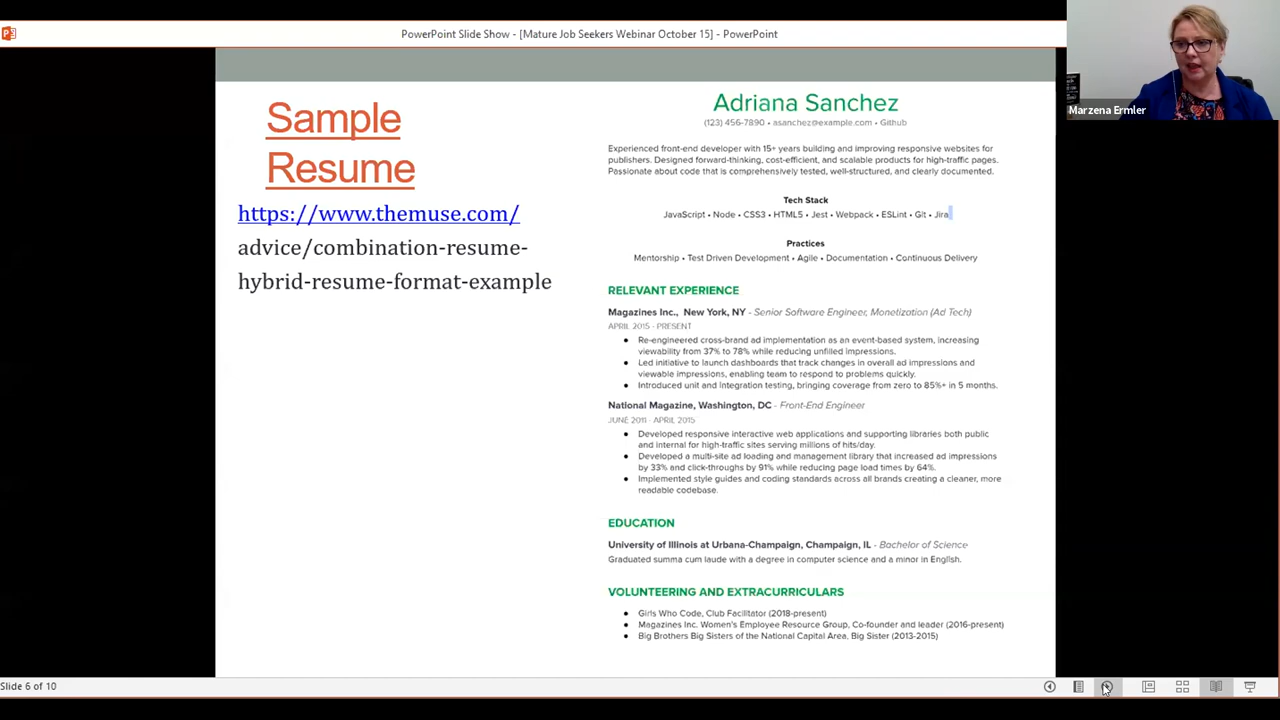 PowerPoint Slide Show - [Mature Job Seekers Webinar October 15] - PowerPoint
Marzena Ermler
Sample
Resume
https://www.themuse.com/
advice/combination-resume-
hybrid-resume-format-example
Adriana Sanchez
(123) 456-7890 • asanchez@example.com • Github
Experienced front-end developer with 15+ years building and improving responsive websites for
publishers. Designed forward-thinking, cost-efficient, and scalable products for high-traffic pages.
Passionate about code that is comprehensively tested, well-structured, and clearly documented.
Tech Stack
JavaScript • Node • CSS3 • HTML5 • Jest • Webpack • ESLint • Git • Jira
Practices
Mentorship • Test Driven Development • Agile • Documentation • Continuous Delivery
RELEVANT EXPERIENCE
Magazines Inc., New York, NY - Senior Software Engineer, Monetization (Ad Tech)
APRIL 2015 - PRESENT
● Re-engineered cross-brand ad implementation as an event-based system, increasing
viewability from 37% to 78% while reducing unfilled impressions.
● Led initiative to launch dashboards that track changes in overall ad impressions and
viewable impressions, enabling team to respond to problems quickly.
● Introduced unit and integration testing, bringing coverage from zero to 85%+ in 5 months.
National Magazine, Washington, DC - Front-End Engineer
JUNE 2011 - APRIL 2015
● Developed responsive interactive web applications and supporting libraries both public
and internal for high-traffic sites serving millions of hits/day.
● Developed a multi-site ad loading and management library that increased ad impressions
by 33% and click-throughs by 91% while reducing page load times by 64%.
● Implemented style guides and coding standards across all brands creating a cleaner, more
readable codebase.
EDUCATION
University of Illinois at Urbana-Champaign, Champaign, IL - Bachelor of Science
Graduated summa cum laude with a degree in computer science and a minor in English.
VOLUNTEERING AND EXTRACURRICULARS
● Girls Who Code, Club Facilitator (2018-present)
● Magazines Inc. Women's Employee Resource Group, Co-founder and leader (2016-present)
● Big Brothers Big Sisters of the National Capital Area, Big Sister (2013-2015)
Slide 6 of 10